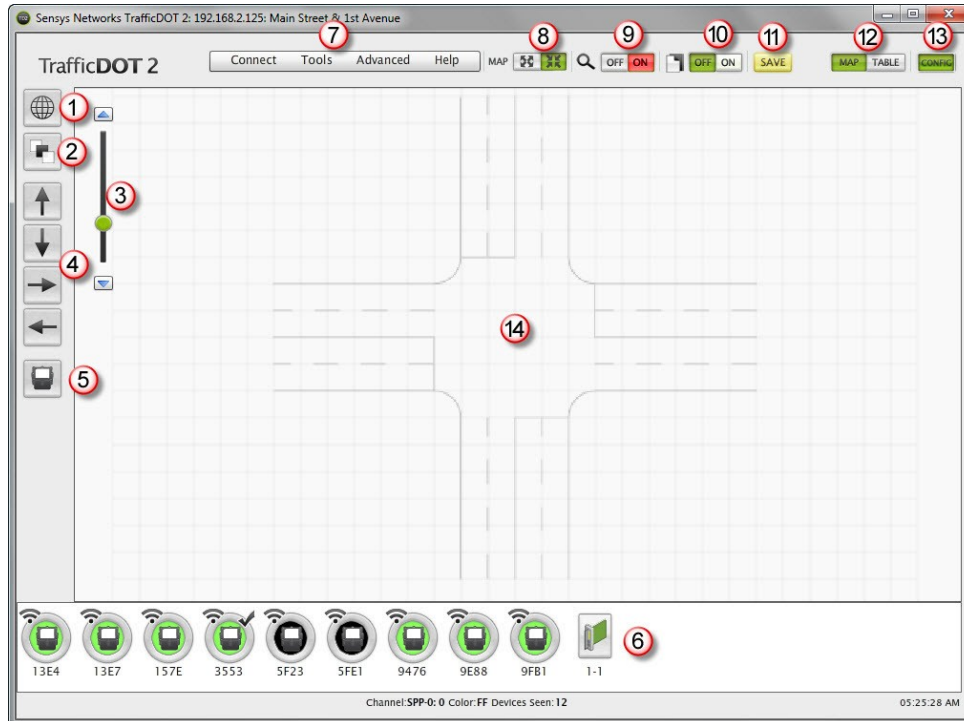 Sensys Networks TrafficDOT 2: 192.168.2.125: Main Street & 1st Avenue
7 8 9 10 11 12 13
TrafficDOT 2 Connect Tools Advanced Help MAP OFF ON OFF ON SAVE MAP TABLE CONFIG
1
2
3
4
14
5
13E4 13E7 157E 3553 5F23 5FE1 9476 9E88 9FB1 1-1
6
Channel:SPP-0: 0 Color:FF Devices Seen:12 05:25:28 AM